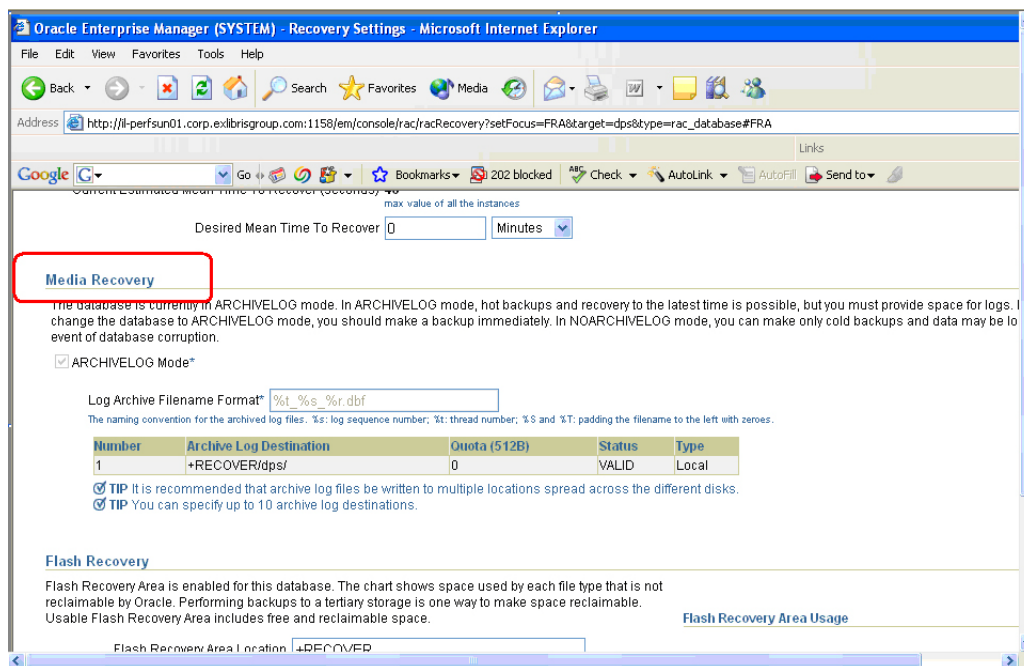 Oracle Enterprise Manager (SYSTEM) - Recovery Settings - Microsoft Internet Explorer
File Edit View Favorites Tools Help
Back Search Favorites Media
Address http://il-perfsun01.corp.exlibrisgroup.com:1158/em/console/rac/racRecovery?setFocus=FRA&target=dps&type=rac_database#FRA
Links
Google G Go Bookmarks 202 blocked ABC Check AutoLink AutoFill Send to
Current Estimated Mean Time To Recover (seconds)
max value of all the instances
Desired Mean Time To Recover 0 Minutes
Media Recovery
The database is currently in ARCHIVELOG mode. In ARCHIVELOG mode, hot backups and recovery to the latest time is possible, but you must provide space for logs.
change the database to ARCHIVELOG mode, you should make a backup immediately. In NOARCHIVELOG mode, you can make only cold backups and data may be lo
event of database corruption.
ARCHIVELOG Mode*
Log Archive Filename Format* %t_%s_%r.dbf
The naming convention for the archived log files. %s: log sequence number; %t: thread number; %S and %T: padding the filename to the left with zeroes.
Number Archive Log Destination Quota (512B) Status Type
1 +RECOVER/dps/ 0 VALID Local
TIP It is recommended that archive log files be written to multiple locations spread across the different disks.
TIP You can specify up to 10 archive log destinations.
Flash Recovery
Flash Recovery Area is enabled for this database. The chart shows space used by each file type that is not
reclaimable by Oracle. Performing backups to a tertiary storage is one way to make space reclaimable.
Usable Flash Recovery Area includes free and reclaimable space.
Flash Recovery Area Usage
Flash Recovery Area Location +RECOVER